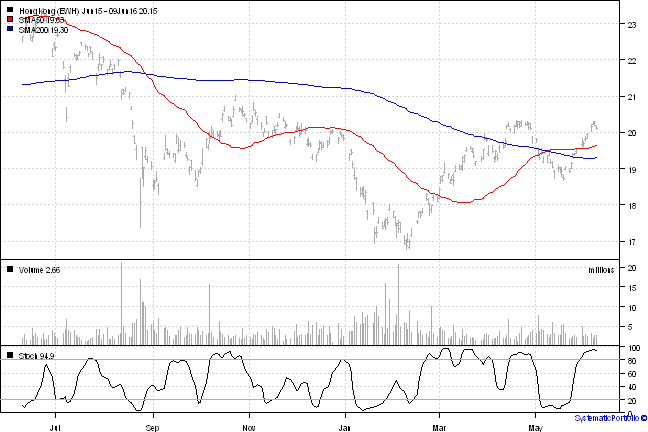 Hong Kong (EWH) Jun15 - 09Jun16 20.15
SMA50 19.63
SMA200 19.30
23
22
21
20
19
18
17
Volume 2.66
millions
20
15
10
5
Stoch 94.9
100
80
60
40
20
0
Jul
Sep
Nov
Jan
Mar
May
SystematicPortfolio ©